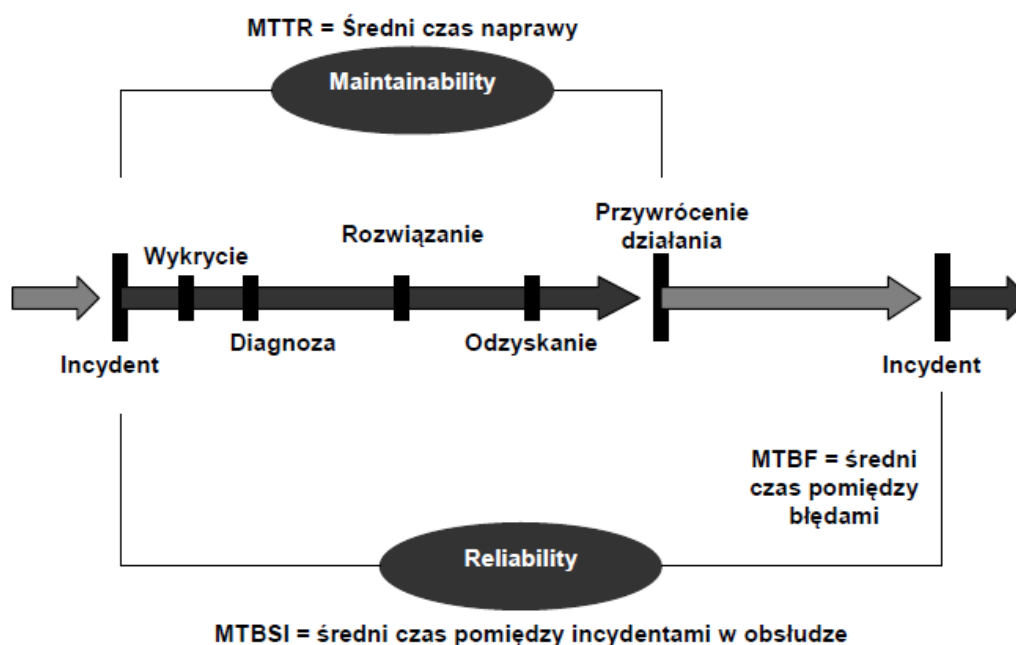 MTTR = Średni czas naprawy
Maintainability
Przywrócenie
działania
Rozwiązanie
Wykrycie
Diagnoza
Odzyskanie
Incydent
Incydent
MTBF = średni
czas pomiędzy
błędami
Reliability
MTBSI = średni czas pomiędzy incydentami w obsłudze